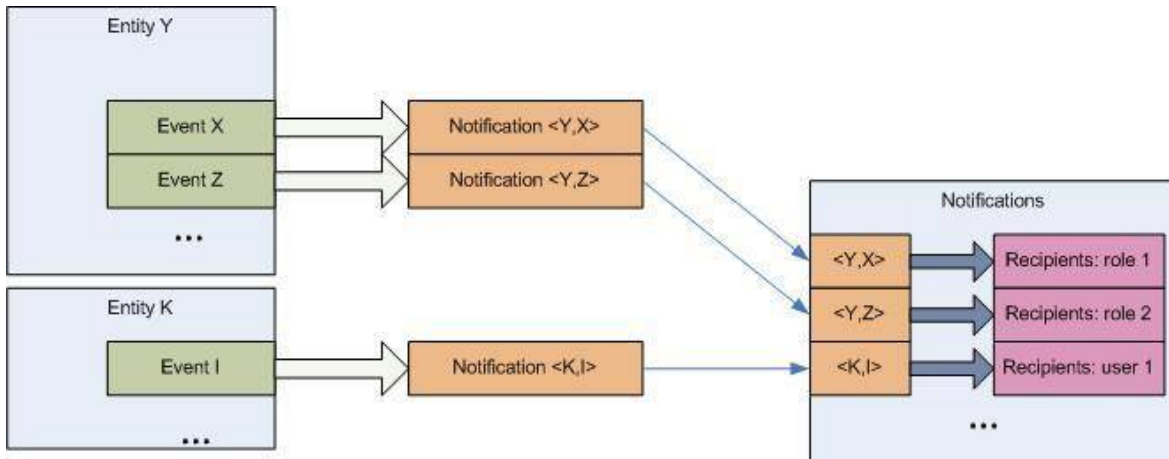 Entity Y
Event X
Notification <Y,X>
Event Z
Notification <Y,Z>
...
Notifications
<Y,X>
Recipients: role 1
<Y,Z>
Recipients: role 2
Entity K
Event I
Notification <K,I>
<K,I>
Recipients: user 1
...
...